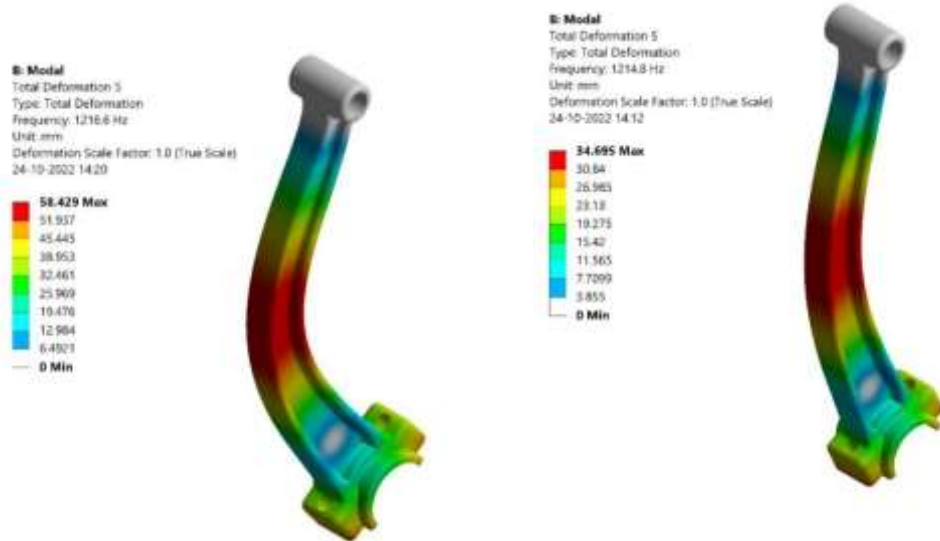 B: Modal
Total Deformation 5
Type: Total Deformation
Frequency: 1216.6 Hz
Unit: mm
Deformation Scale Factor: 1.0 (True Scale)
24-10-2022 14:20
58.429 Max
51.937
45.445
38.953
32.461
25.969
19.476
12.984
6.4921
0 Min
B: Modal
Total Deformation 5
Type: Total Deformation
Frequency: 1214.8 Hz
Unit: mm
Deformation Scale Factor: 1.0 (True Scale)
24-10-2022 14:12
34.695 Max
30.84
26.985
23.13
19.275
15.42
11.565
7.7099
3.855
0 Min